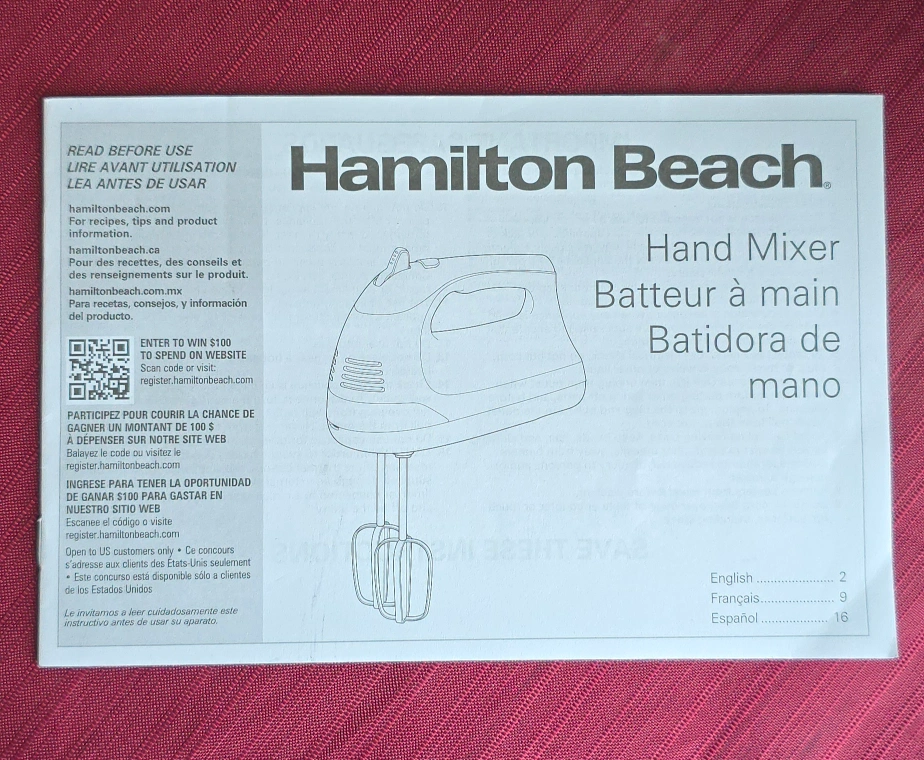 READ BEFORE USE
LIRE AVANT UTILISATION
LEA ANTES DE USAR
hamiltonbeach.com
For recipes, tips and product
information.
hamiltonbeach.ca
Pour des recettes, des conseils et
des renseignements sur le produit.
hamiltonbeach.com.mx
Para recetas, consejos, y información
del producto.
ENTER TO WIN $100
TO SPEND ON WEBSITE
Scan code or visit:
register.hamiltonbeach.com
PARTICIPEZ POUR COURIR LA CHANCE DE
GAGNER UN MONTANT DE 100 $
À DÉPENSER SUR NOTRE SITE WEB
Balayez le code ou visitez le
register.hamiltonbeach.com
INGRESE PARA TENER LA OPORTUNIDAD
DE GANAR $100 PARA GASTAR EN
NUESTRO SITIO WEB
Escanee el código o visite
register.hamiltonbeach.com
Open to US customers only • Ce concours
s'adresse aux clients des États-Unis seulement
• Este concurso está disponible sólo a clientes
de los Estados Unidos
Le invitamos a leer cuidadosamente este
instructivo antes de usar su aparato.
Hamilton Beach®
Hand Mixer
Batteur à main
Batidora de
mano
English ...................... 2
Français..................... 9
Español ................... 16
SAVE THESE INSTRUCTIONS